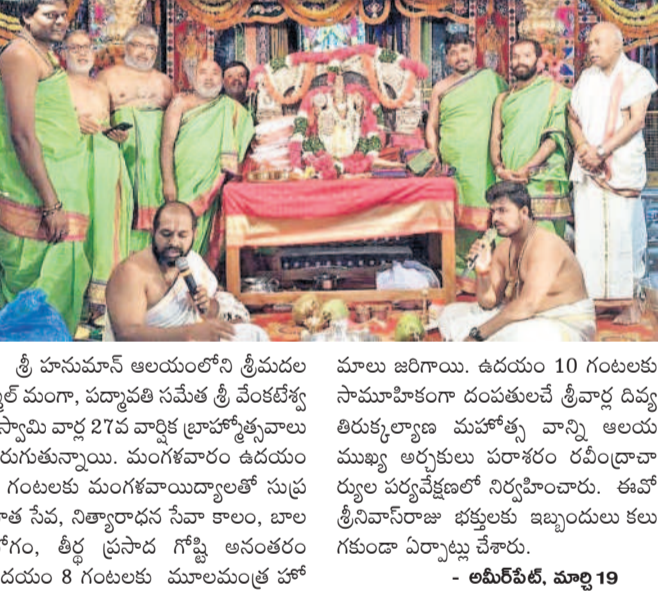 శ్రీ హనుమాన్ ఆలయంలోని శ్రీమదల
మంగా, పద్మావతి సమేత శ్రీ వేంకటేశ్వ
స్వామి వార్ల 27వ వార్షిక బ్రాహ్మోత్సవాలు
రుగుతున్నాయి. మంగళవారం ఉదయం
గంటలకు మంగళవాయిద్యాలతో సుప్ర
సేవ, నిత్యారాధన సేవా కాలం, బాల
తీర్థ ప్రసాద గోష్టి అనంతరం
దయం 8 గంటలకు మూలమంత్ర హో
మాలు జరిగాయి. ఉదయం 10 గంటలకు
సామూహికంగా దంపతులచే శ్రీవార్ల దివ్య
తిరుక్కల్యాణ మహోత్స వాన్ని ఆలయ
ముఖ్య అర్చకులు పరాశరం రవీంద్రాచా
ర్యుల పర్యవేక్షణలో నిర్వహించారు. ఈవో
శ్రీనివాస్‌రాజు భక్తులకు ఇబ్బందులు కలు
గకుండా ఏర్పాట్లు చేశారు.
- అమీర్‌పేట్, మార్చి 19